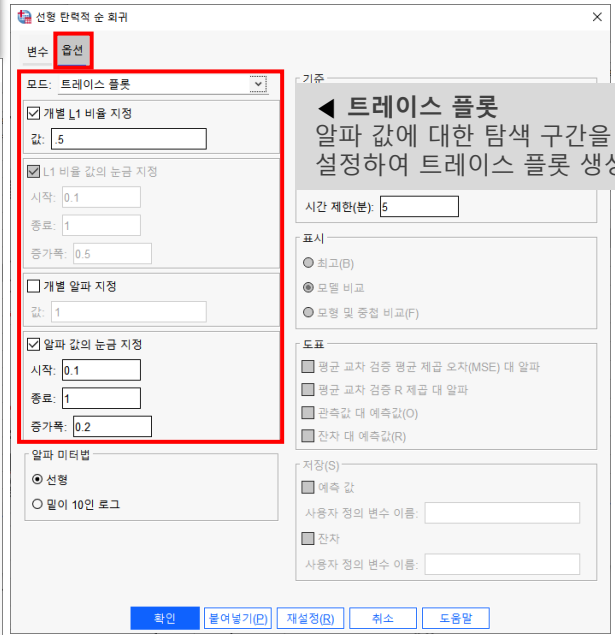 선형 탄력적 순 회귀
변수 옵션
모드: 트레이스 플롯
개별 L1 비율 지정
값: .5
L1 비율 값의 눈금 지정
시작: 0.1
종료: 1
증가폭: 0.5
개별 알파 지정
값: 1
알파 값의 눈금 지정
시작: 0.1
종료: 1
증가폭: 0.2
알파 미터법
선형
밑이 10인 로그
기준
◀ 트레이스 플롯
알파 값에 대한 탐색 구간을
설정하여 트레이스 플롯 생성
시간 제한(분): 5
표시
최고(B)
모델 비교
모형 및 중첩 비교(F)
도표
평균 교차 검증 평균 제곱 오차(MSE) 대 알파
평균 교차 검증 R 제곱 대 알파
관측값 대 예측값(O)
잔차 대 예측값(R)
저장(S)
예측 값
사용자 정의 변수 이름:
잔차
사용자 정의 변수 이름:
확인 붙여넣기(P) 재설정(R) 취소 도움말